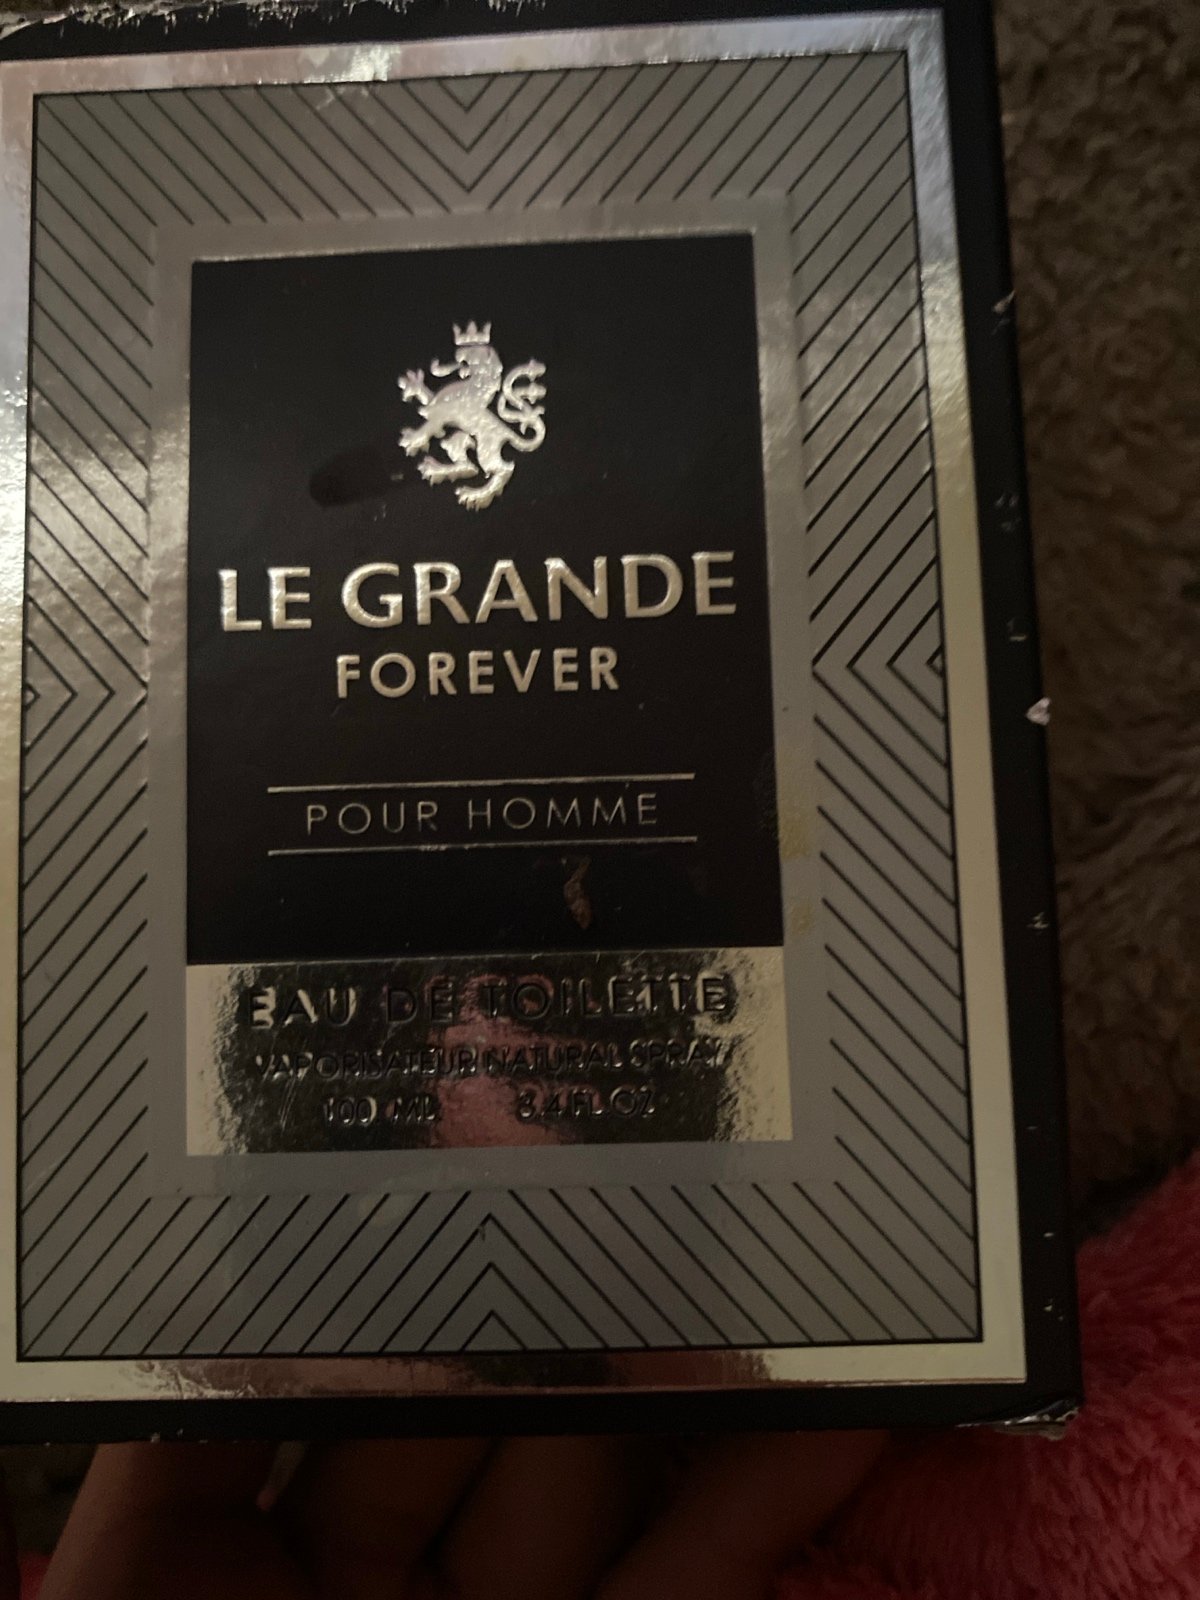 LE GRANDE
FOREVER
POUR HOMME
EAU DE TOILETTE
VAPORISATEUR NATURAL SPRAY
100 ML 3.4 FL OZ